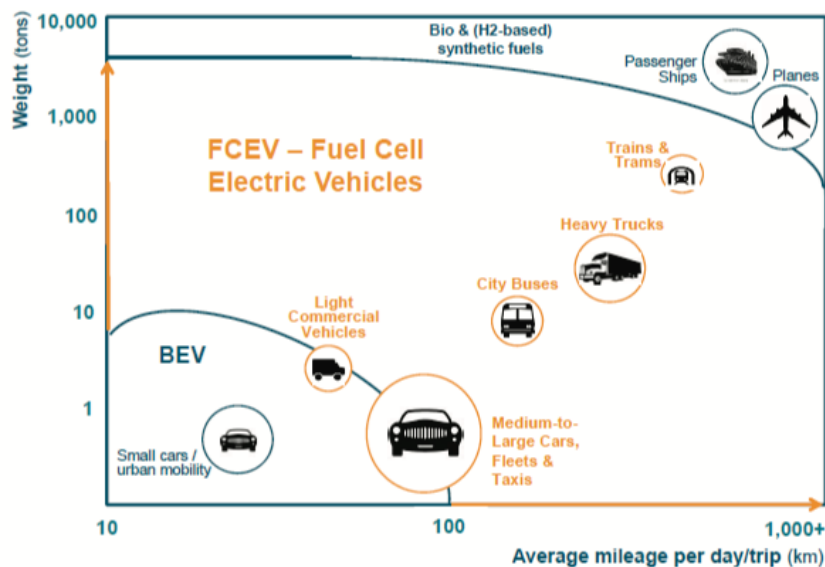 10,000
Weight (tons)
1,000
100
10
1
Bio & (H2-based)
synthetic fuels
Passenger
Ships
Planes
FCEV – Fuel Cell
Electric Vehicles
Trains &
Trams
Heavy Trucks
City Buses
Light
Commercial
Vehicles
BEV
Small cars /
urban mobility
Medium-to-
Large Cars,
Fleets &
Taxis
10
100
1,000+
Average mileage per day/trip (km)